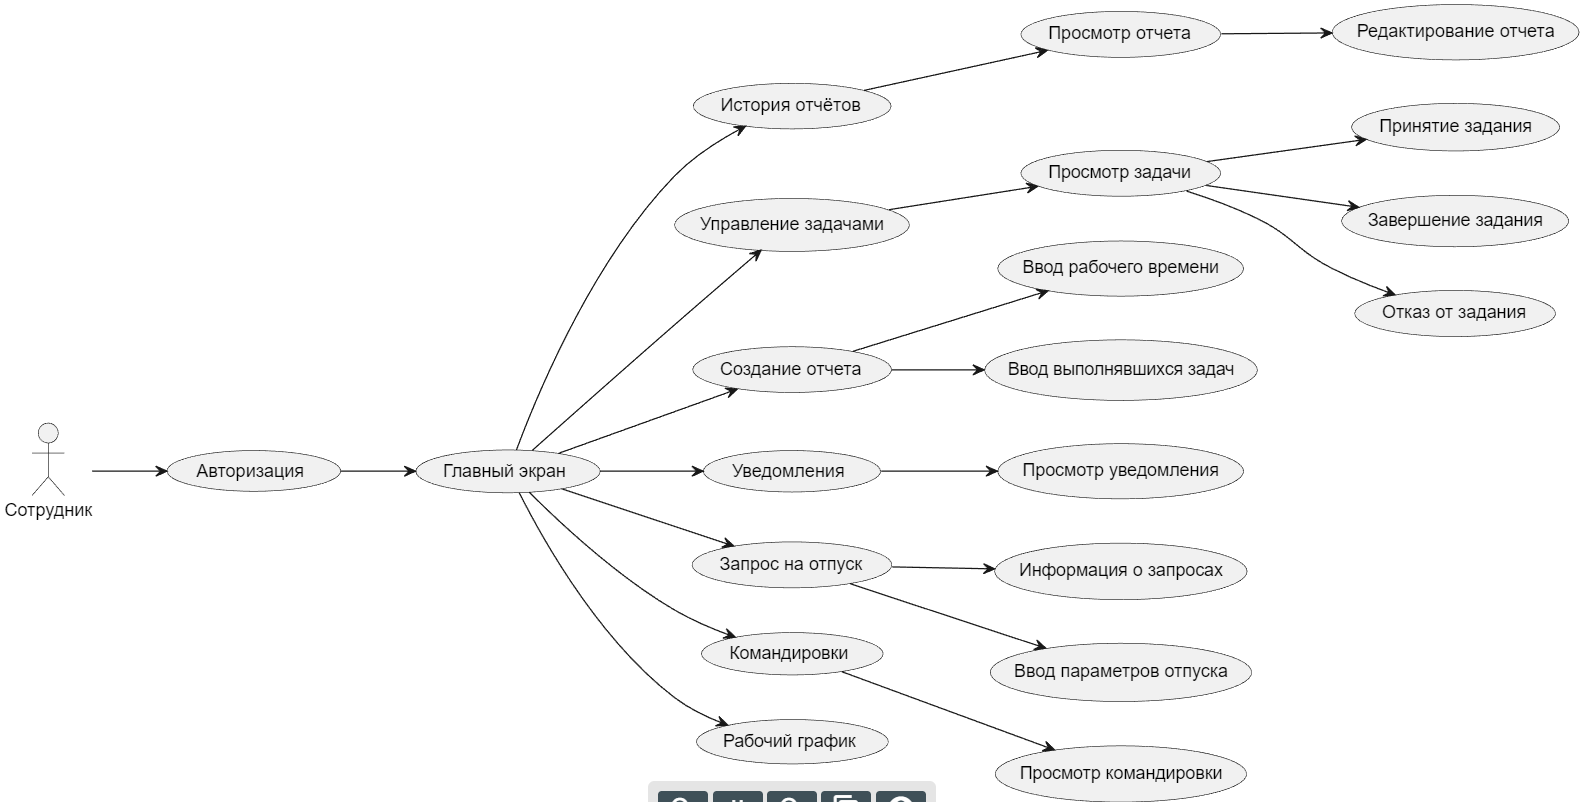 Просмотр отчета
Редактирование отчета
История отчётов
Принятие задания
Просмотр задачи
Управление задачами
Завершение задания
Ввод рабочего времени
Отказ от задания
Создание отчета
Ввод выполнявшихся задач
Сотрудник
Авторизация
Главный экран
Уведомления
Просмотр уведомления
Запрос на отпуск
Информация о запросах
Командировки
Ввод параметров отпуска
Рабочий график
Просмотр командировки